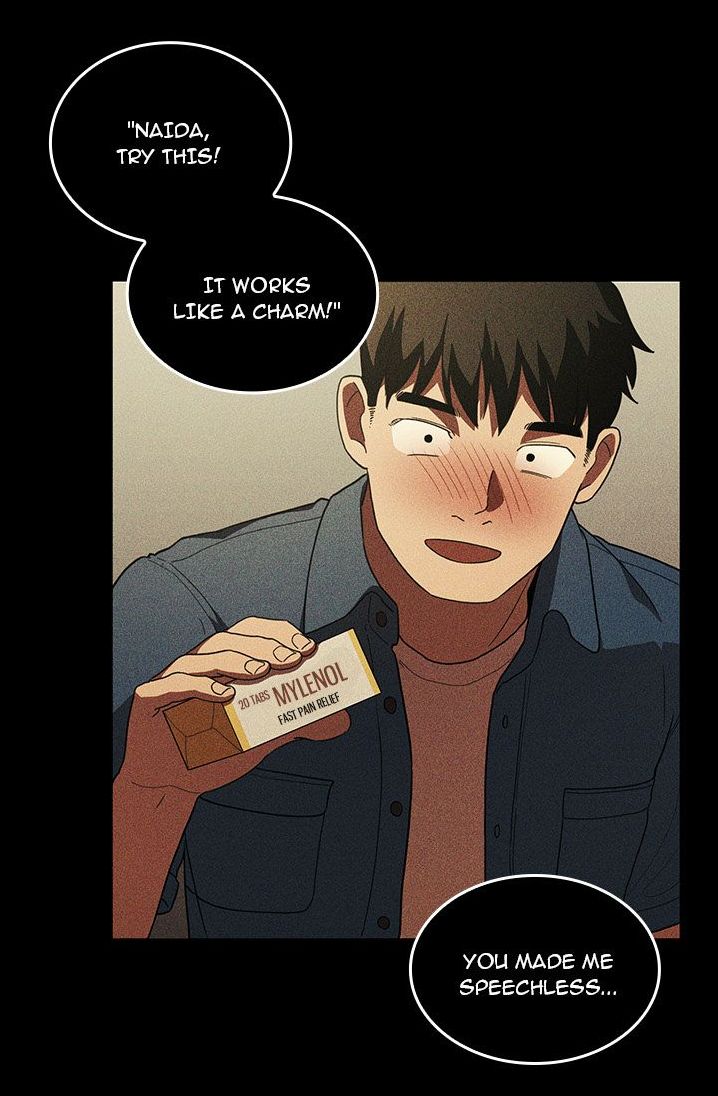 "NAIDA,
TRY THIS!
IT WORKS
LIKE A CHARM!"
20 TABS MYLENOL
FAST PAIN RELIEF
YOU MADE ME
SPEECHLESS...